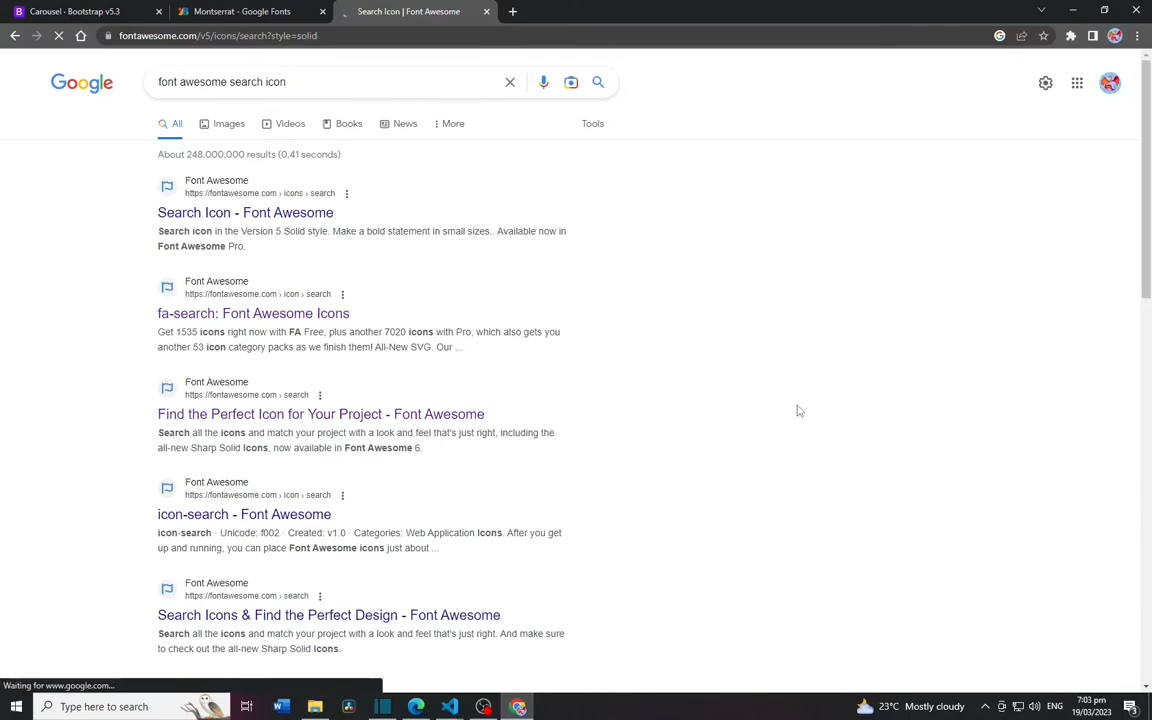 Carousel · Bootstrap v5.3
Montserrat - Google Fonts
Search Icon | Font Awesome
fontawesome.com/v5/icons/search?style=solid
Google
font awesome search icon
All
Images
Videos
Books
News
More
Tools
About 248,000,000 results (0.41 seconds)
Font Awesome
https://fontawesome.com › icons › search
Search Icon - Font Awesome
Search icon in the Version 5 Solid style. Make a bold statement in small sizes.. Available now in
Font Awesome Pro.
Font Awesome
https://fontawesome.com › icon › search
fa-search: Font Awesome Icons
Get 1535 icons right now with FA Free, plus another 7020 icons with Pro, which also gets you
another 53 icon category packs as we finish them! All-New SVG. Our ...
Font Awesome
https://fontawesome.com › search
Find the Perfect Icon for Your Project - Font Awesome
Search all the icons and match your project with a look and feel that's just right, including the
all-new Sharp Solid Icons, now available in Font Awesome 6.
Font Awesome
https://fontawesome.com › icon › search
icon-search - Font Awesome
icon-search · Unicode: f002 · Created: v1.0 · Categories: Web Application Icons. After you get
up and running, you can place Font Awesome icons just about ...
Font Awesome
https://fontawesome.com › search
Search Icons & Find the Perfect Design - Font Awesome
Search all the icons and match your project with a look and feel that's just right. And make sure
to check out the all-new Sharp Solid Icons.
Waiting for www.google.com...
Type here to search
23°C Mostly cloudy
ENG
7:03 pm
19/03/2023
3